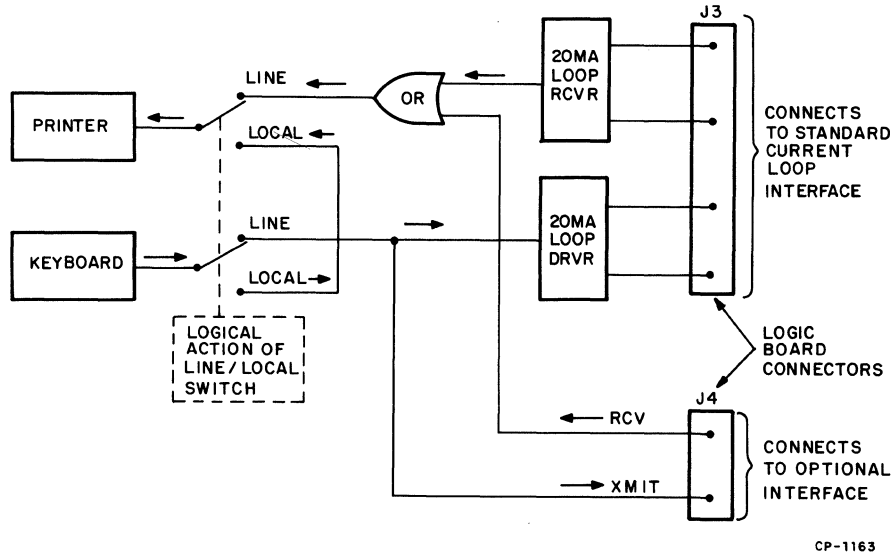 J3
LINE
20MA
LOOP
RCVR
OR
PRINTER
LOCAL
CONNECTS
TO STANDARD
CURRENT
LOOP
INTERFACE
LINE
20MA
LOOP
DRVR
KEYBOARD
LOCAL
LOGICAL
ACTION OF
LINE/LOCAL
SWITCH
LOGIC
BOARD
CONNECTORS
J4
RCV
XMIT
CONNECTS
TO OPTIONAL
INTERFACE
CP-1163